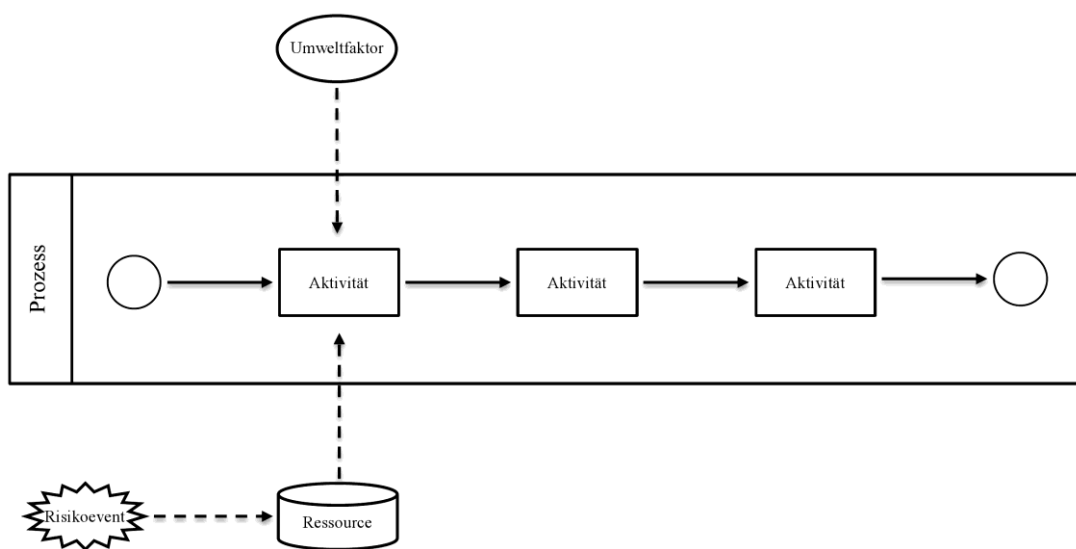 Umweltfaktor
Prozess
Aktivität
Aktivität
Aktivität
Risikoevent
Ressource